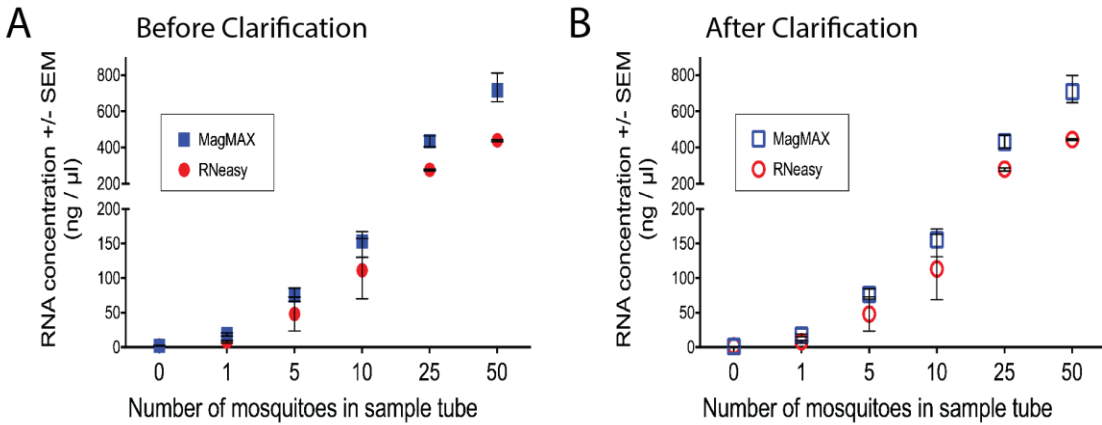 A
Before Clarification
RNA concentration +/- SEM
(ng / µl)
800
600
400
200
200
150
100
50
0
MagMAX
RNeasy
0 1 5 10 25 50
Number of mosquitoes in sample tube
B
After Clarification
RNA concentration +/- SEM
(ng / µl)
800
600
400
200
200
150
100
50
0
MagMAX
RNeasy
0 1 5 10 25 50
Number of mosquitoes in sample tube